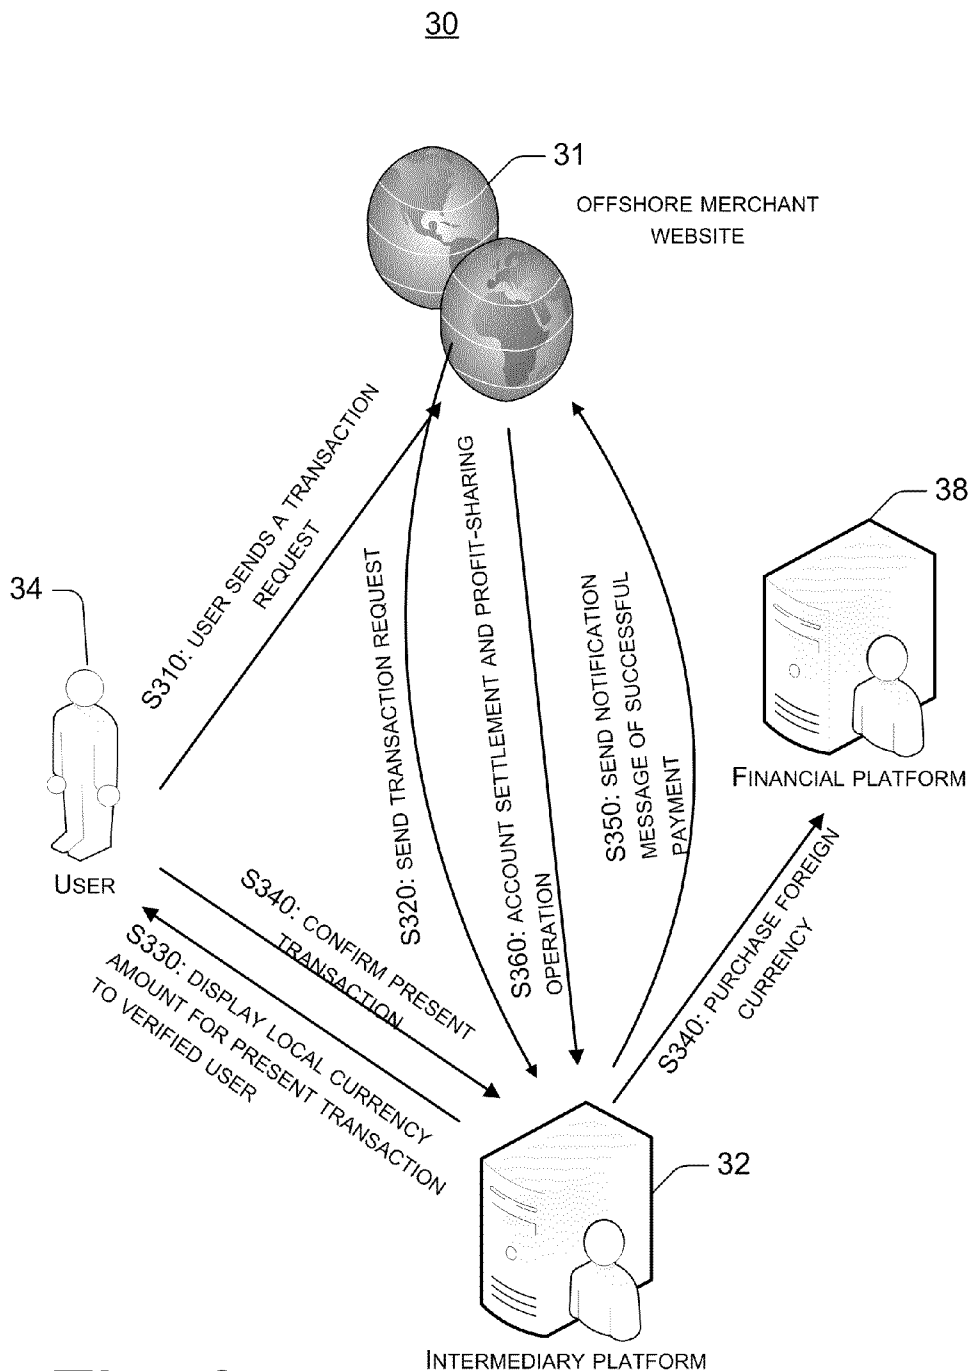 30
31
OFFSHORE MERCHANT
WEBSITE
38
34
S310: USER SENDS A TRANSACTION
REQUEST
S320: SEND TRANSACTION REQUEST
S360: ACCOUNT SETTLEMENT AND PROFIT-SHARING
OPERATION
S350: SEND NOTIFICATION
MESSAGE OF SUCCESSFUL
PAYMENT
FINANCIAL PLATFORM
USER
S340: CONFIRM PRESENT
TRANSACTION
S330: DISPLAY LOCAL CURRENCY
AMOUNT FOR PRESENT TRANSACTION
TO VERIFIED USER
S340: PURCHASE FOREIGN
CURRENCY
32
INTERMEDIARY PLATFORM